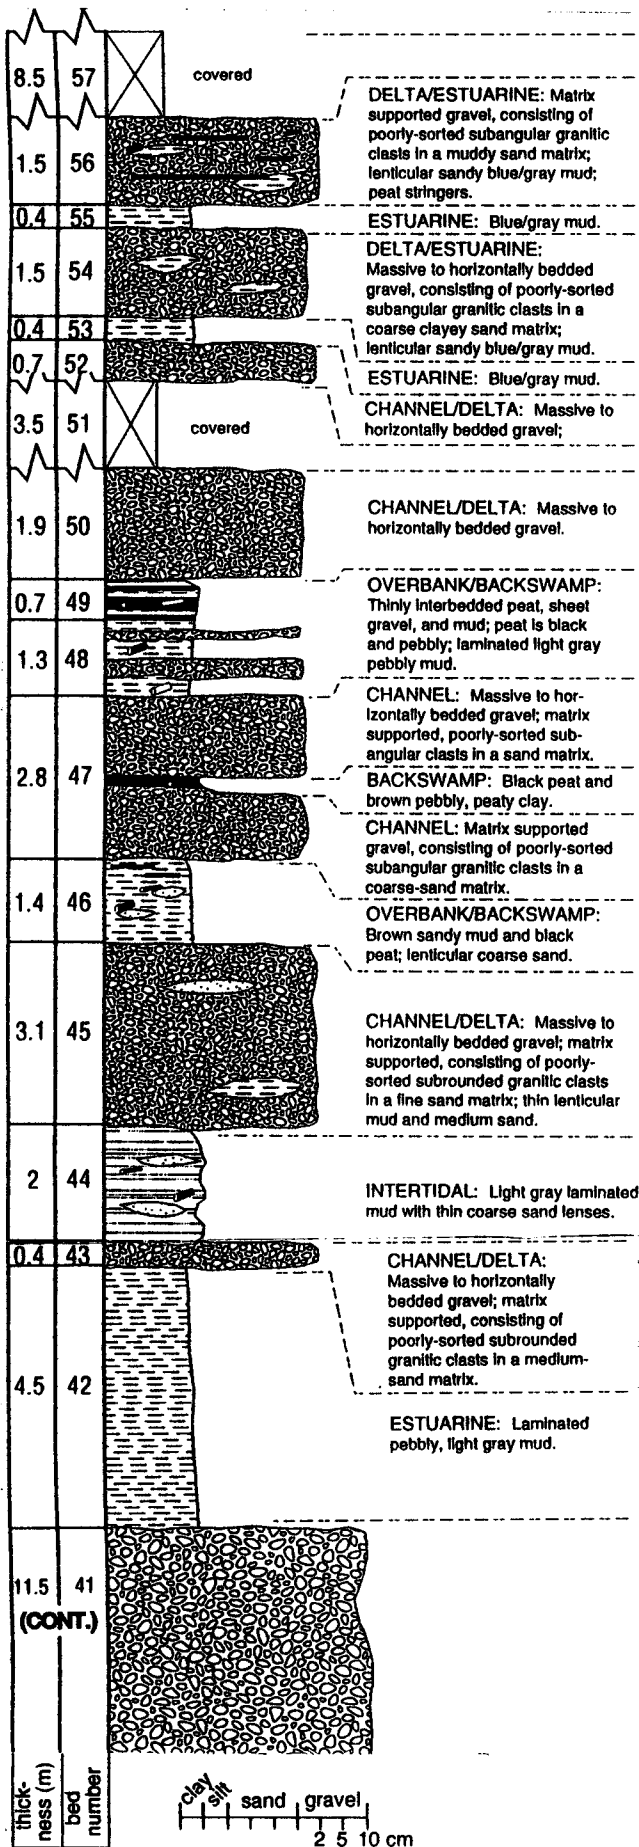 8.5 57 covered
DELTA/ESTUARINE: Matrix
supported gravel, consisting of
poorly-sorted subangular granitic
clasts in a muddy sand matrix;
lenticular sandy blue/gray mud;
peat stringers.
1.5 56
0.4 55
ESTUARINE: Blue/gray mud.
1.5 54
DELTA/ESTUARINE:
Massive to horizontally bedded
gravel, consisting of poorly-sorted
subangular granitic clasts in a
coarse clayey sand matrix;
lenticular sandy blue/gray mud.
0.4 53
ESTUARINE: Blue/gray mud.
0.7 52
CHANNEL/DELTA: Massive to
horizontally bedded gravel;
3.5 51 covered
1.9 50
CHANNEL/DELTA: Massive to
horizontally bedded gravel.
0.7 49
OVERBANK/BACKSWAMP:
Thinly interbedded peat, sheet
gravel, and mud; peat is black
and pebbly; laminated light gray
pebbly mud.
1.3 48
CHANNEL: Massive to hor-
izontally bedded gravel; matrix
supported, poorly-sorted sub-
angular clasts in a sand matrix.
2.8 47
BACKSWAMP: Black peat and
brown pebbly, peaty clay.
CHANNEL: Matrix supported
gravel, consisting of poorly-sorted
subangular granitic clasts in a
coarse-sand matrix.
1.4 46
OVERBANK/BACKSWAMP:
Brown sandy mud and black
peat; lenticular coarse sand.
3.1 45
CHANNEL/DELTA: Massive to
horizontally bedded gravel; matrix
supported, consisting of poorly-
sorted subrounded granitic clasts
in a fine sand matrix; thin lenticular
mud and medium sand.
2 44
INTERTIDAL: Light gray laminated
mud with thin coarse sand lenses.
0.4 43
CHANNEL/DELTA:
Massive to horizontally
bedded gravel; matrix
supported, consisting of
poorly-sorted subrounded
granitic clasts in a medium-
sand matrix.
4.5 42
ESTUARINE: Laminated
pebbly, light gray mud.
11.5 41
(CONT.)
thick-
ness (m)
bed
number
clay silt sand gravel
2 5 10 cm